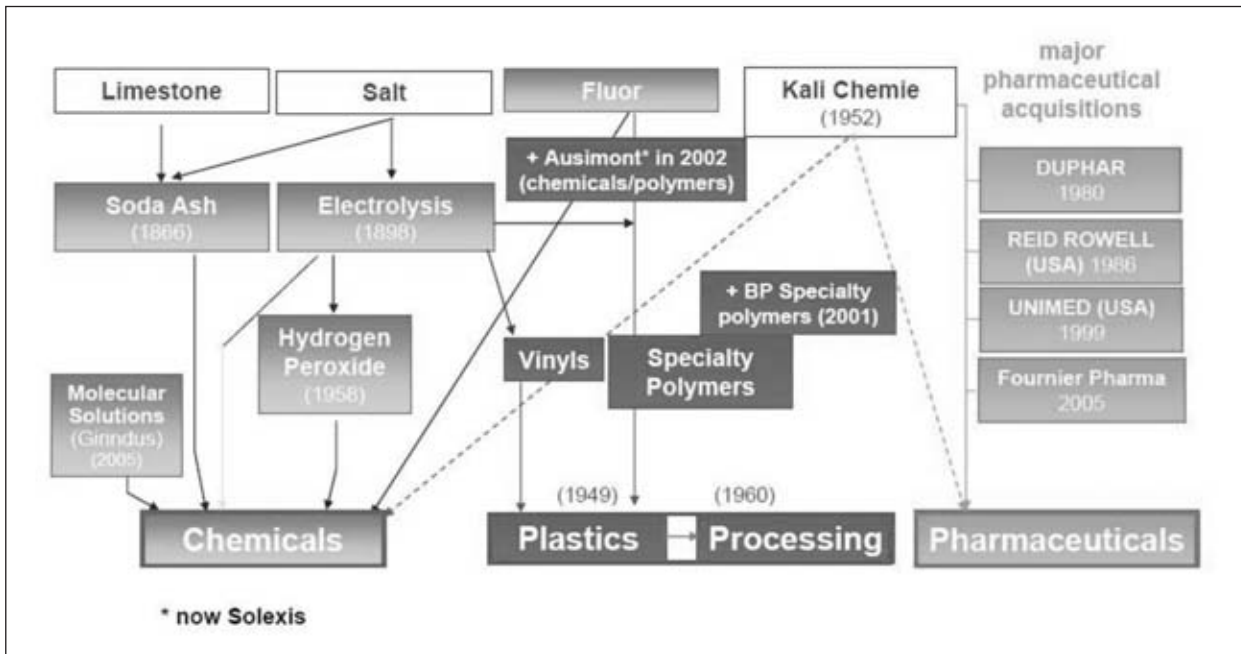 major
pharmaceutical
acquisitions
Limestone
Salt
Fluor
Kali Chemie
(1952)
+ Ausimont* in 2002
(chemicals/polymers)
DUPHAR
1980
Soda Ash
(1866)
Electrolysis
(1898)
REID ROWELL
(USA) 1986
+ BP Specialty
polymers (2001)
UNIMED (USA)
1999
Hydrogen
Peroxide
(1958)
Vinyls
Specialty
Polymers
Fournier Pharma
2005
Molecular
Solutions
(Girindus)
(2005)
(1949)
(1960)
Chemicals
Plastics
Processing
Pharmaceuticals
* now Solexis